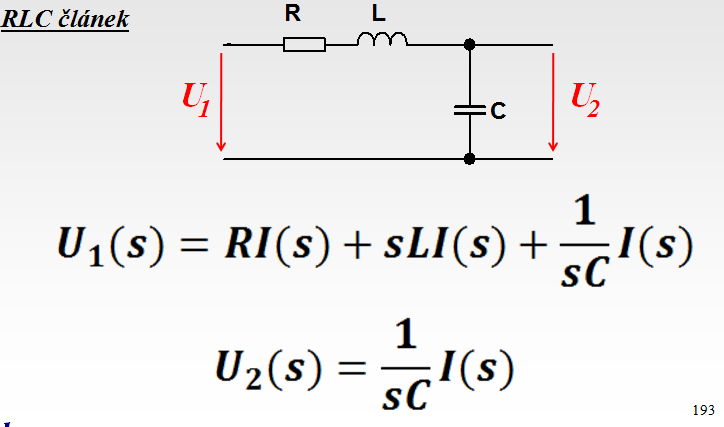 RLC článek
R L
U₁ C U₂
U₁(s) = RI(s) + sLI(s) + 1/sC I(s)
U₂(s) = 1/sC I(s)
193